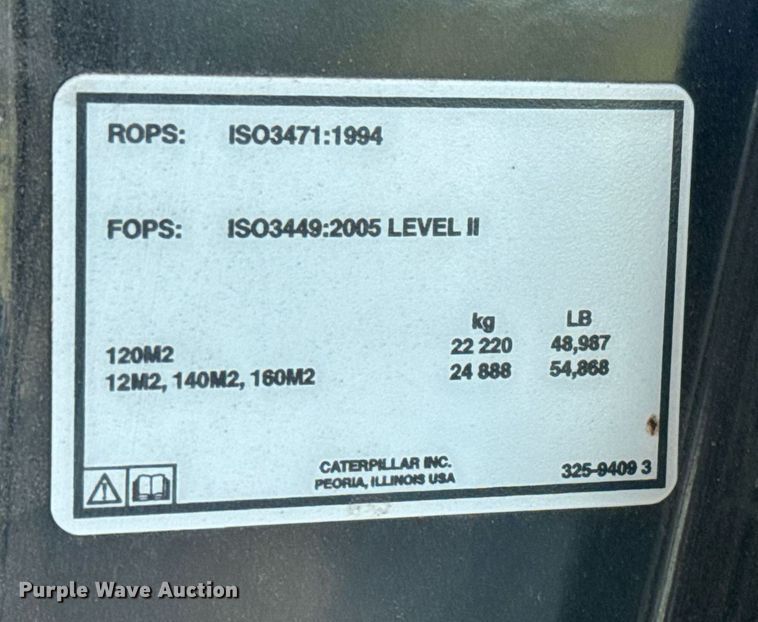 ROPS: ISO3471:1994
FOPS: ISO3449:2005 LEVEL II
kg LB
120M2 22 220 48,987
12M2, 140M2, 160M2 24 888 54,868
CATERPILLAR INC.
PEORIA, ILLINOIS USA
325-9409 3
Purple Wave Auction